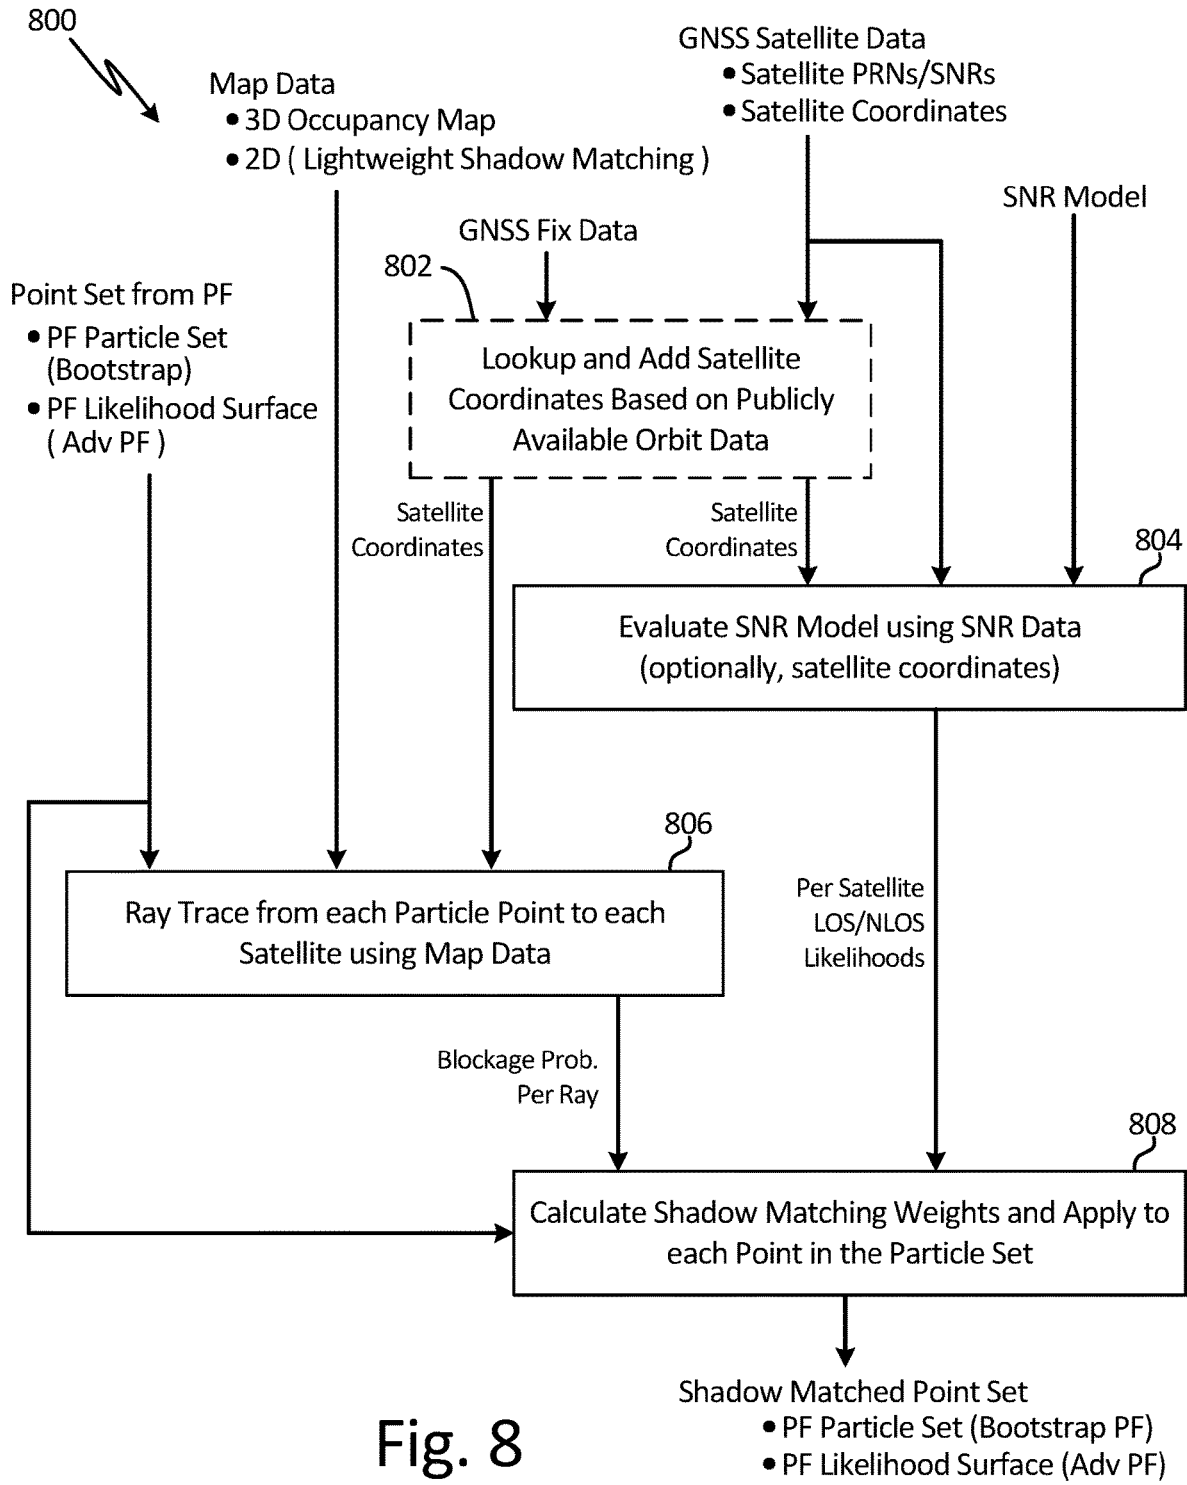 800
Map Data
• 3D Occupancy Map
• 2D ( Lightweight Shadow Matching )
GNSS Satellite Data
• Satellite PRNs/SNRs
• Satellite Coordinates
SNR Model
GNSS Fix Data
802
Point Set from PF
• PF Particle Set
(Bootstrap)
• PF Likelihood Surface
( Adv PF )
Lookup and Add Satellite
Coordinates Based on Publicly
Available Orbit Data
Satellite
Coordinates
Satellite
Coordinates
804
Evaluate SNR Model using SNR Data
(optionally, satellite coordinates)
806
Ray Trace from each Particle Point to each
Satellite using Map Data
Per Satellite
LOS/NLOS
Likelihoods
Blockage Prob.
Per Ray
808
Calculate Shadow Matching Weights and Apply to
each Point in the Particle Set
Shadow Matched Point Set
• PF Particle Set (Bootstrap PF)
• PF Likelihood Surface (Adv PF)
Fig. 8